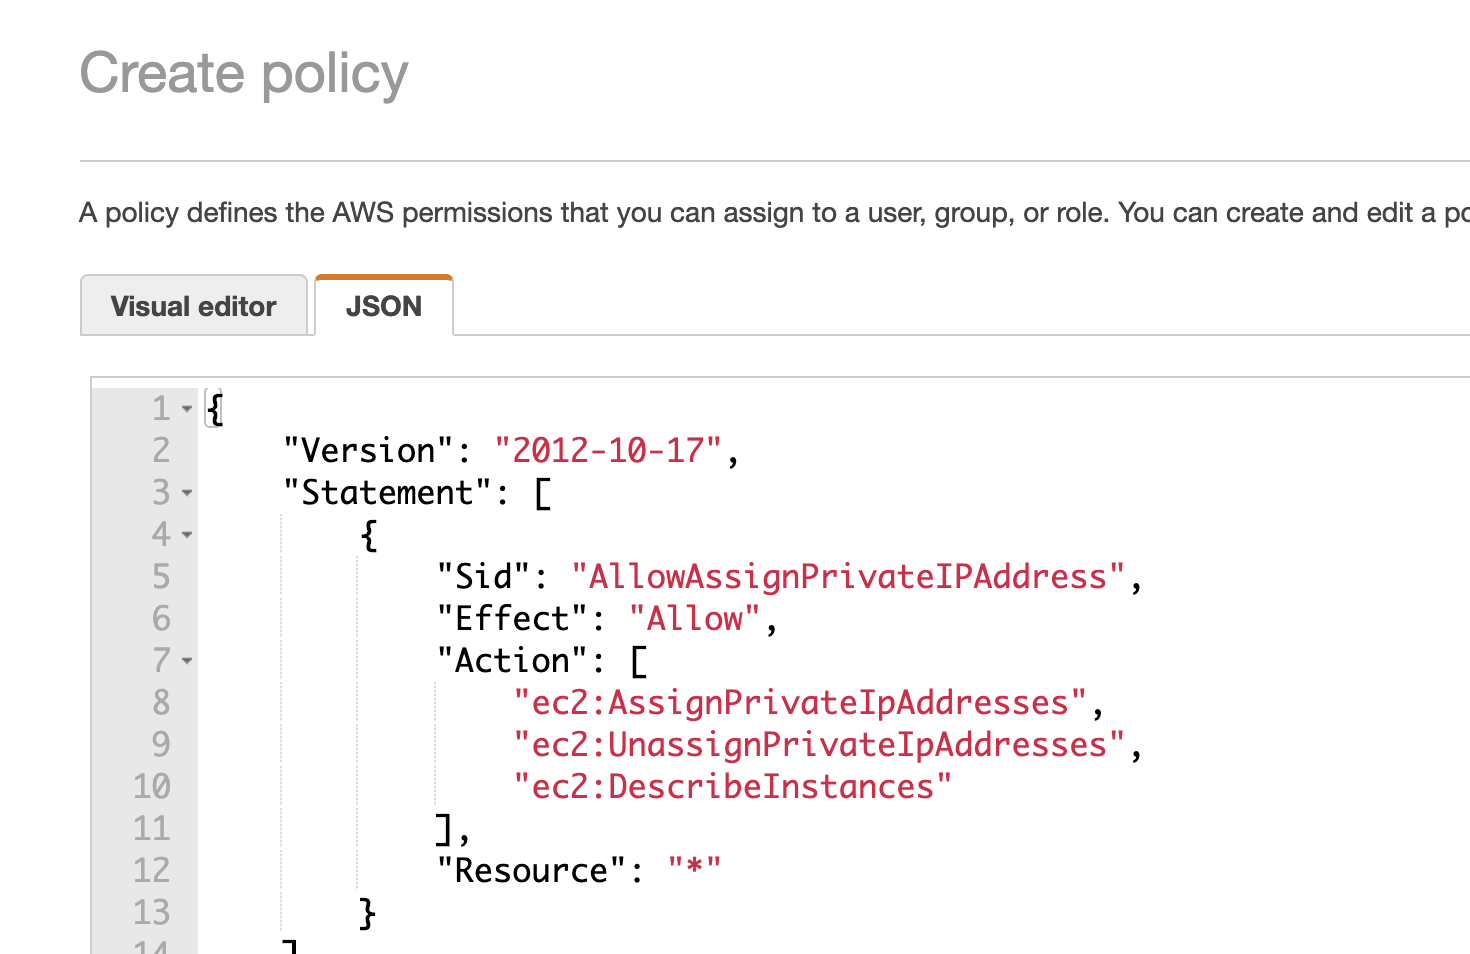 Create policy
A policy defines the AWS permissions that you can assign to a user, group, or role. You can create and edit a
Visual editor JSON
1 {
2 "Version": "2012-10-17",
3 "Statement": [
4 {
5 "Sid": "AllowAssignPrivateIPAddress",
6 "Effect": "Allow",
7 "Action": [
8 "ec2:AssignPrivateIpAddresses",
9 "ec2:UnassignPrivateIpAddresses",
10 "ec2:DescribeInstances"
11 ],
12 "Resource": "*"
13 }
14 ]